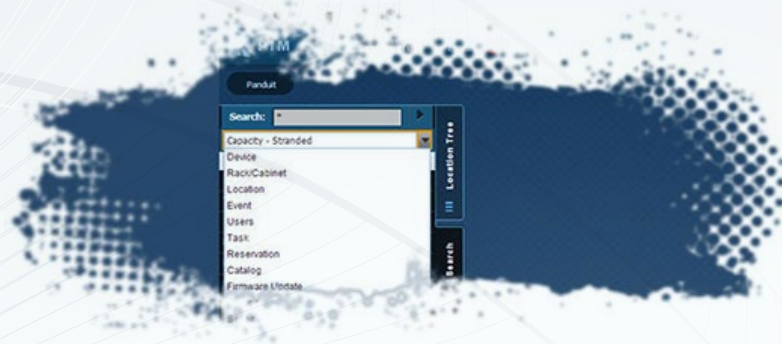 Panduit
Search: *
Capacity - Stranded
Device
Rack/Cabinet
Location
Event
Users
Task
Reservation
Catalog
Firmware Update
Location Tree
Search